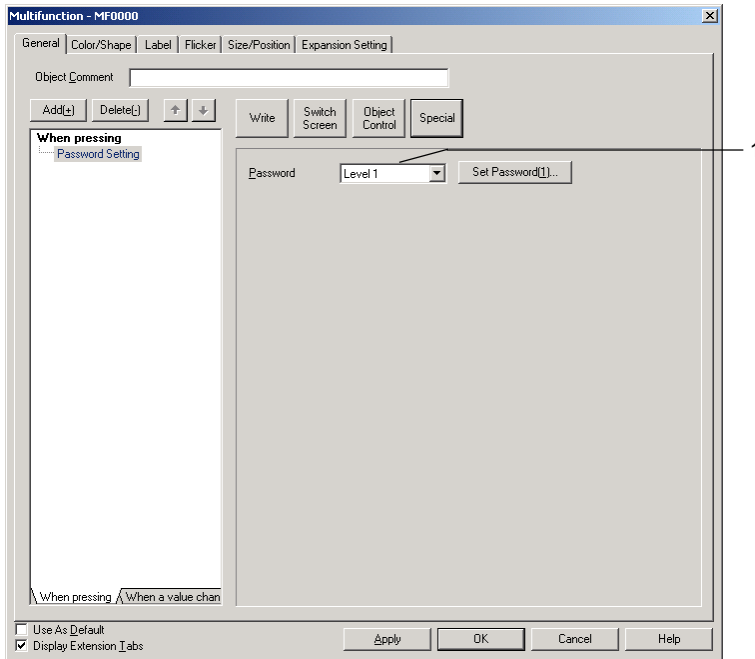 Multifunction - MF0000
General Color/Shape Label Flicker Size/Position Expansion Setting
Object Comment
Add(+) Delete(-)
Write Switch Screen Object Control Special
When pressing
Password Setting
Password Level 1 Set Password(1)...
1
When pressing When a value chan
Use As Default
Display Extension Tabs
Apply OK Cancel Help